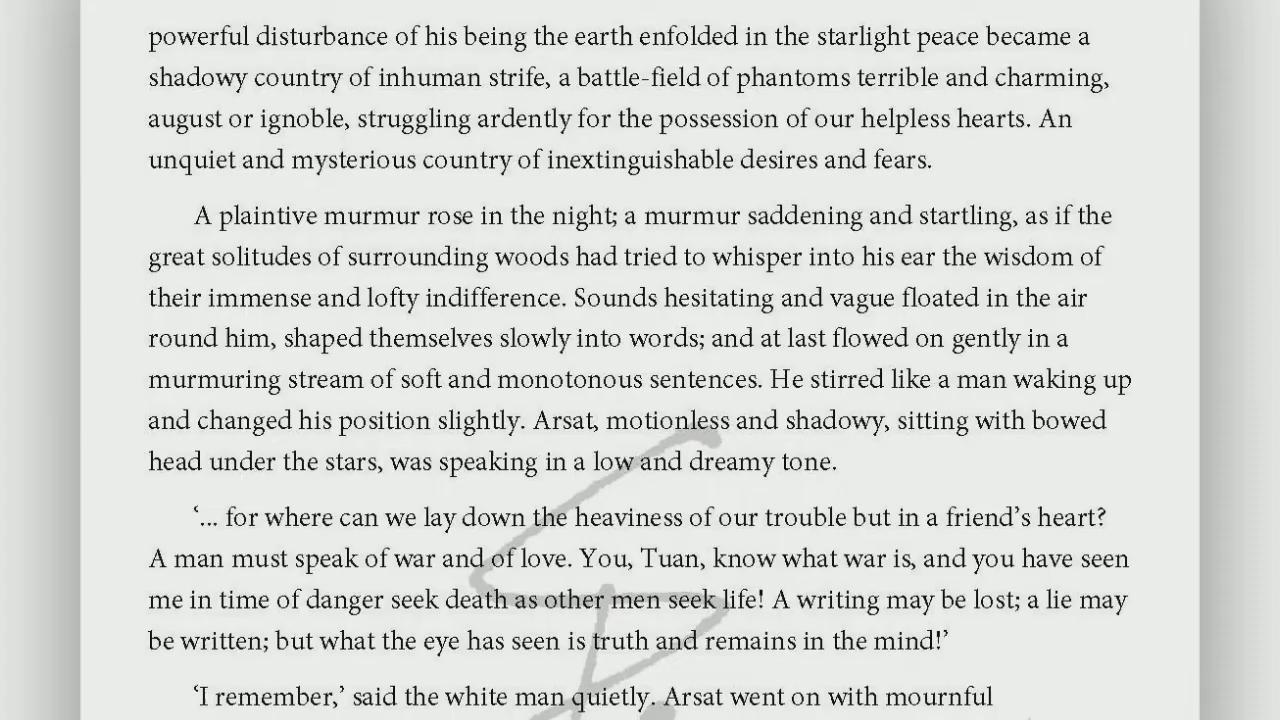 powerful disturbance of his being the earth enfolded in the starlight peace became a
shadowy country of inhuman strife, a battle-field of phantoms terrible and charming,
august or ignoble, struggling ardently for the possession of our helpless hearts. An
unquiet and mysterious country of inextinguishable desires and fears.
A plaintive murmur rose in the night; a murmur saddening and startling, as if the
great solitudes of surrounding woods had tried to whisper into his ear the wisdom of
their immense and lofty indifference. Sounds hesitating and vague floated in the air
round him, shaped themselves slowly into words; and at last flowed on gently in a
murmuring stream of soft and monotonous sentences. He stirred like a man waking up
and changed his position slightly. Arsat, motionless and shadowy, sitting with bowed
head under the stars, was speaking in a low and dreamy tone.
‘... for where can we lay down the heaviness of our trouble but in a friend’s heart?
A man must speak of war and of love. You, Tuan, know what war is, and you have seen
me in time of danger seek death as other men seek life! A writing may be lost; a lie may
be written; but what the eye has seen is truth and remains in the mind!’
‘I remember,’ said the white man quietly. Arsat went on with mournful